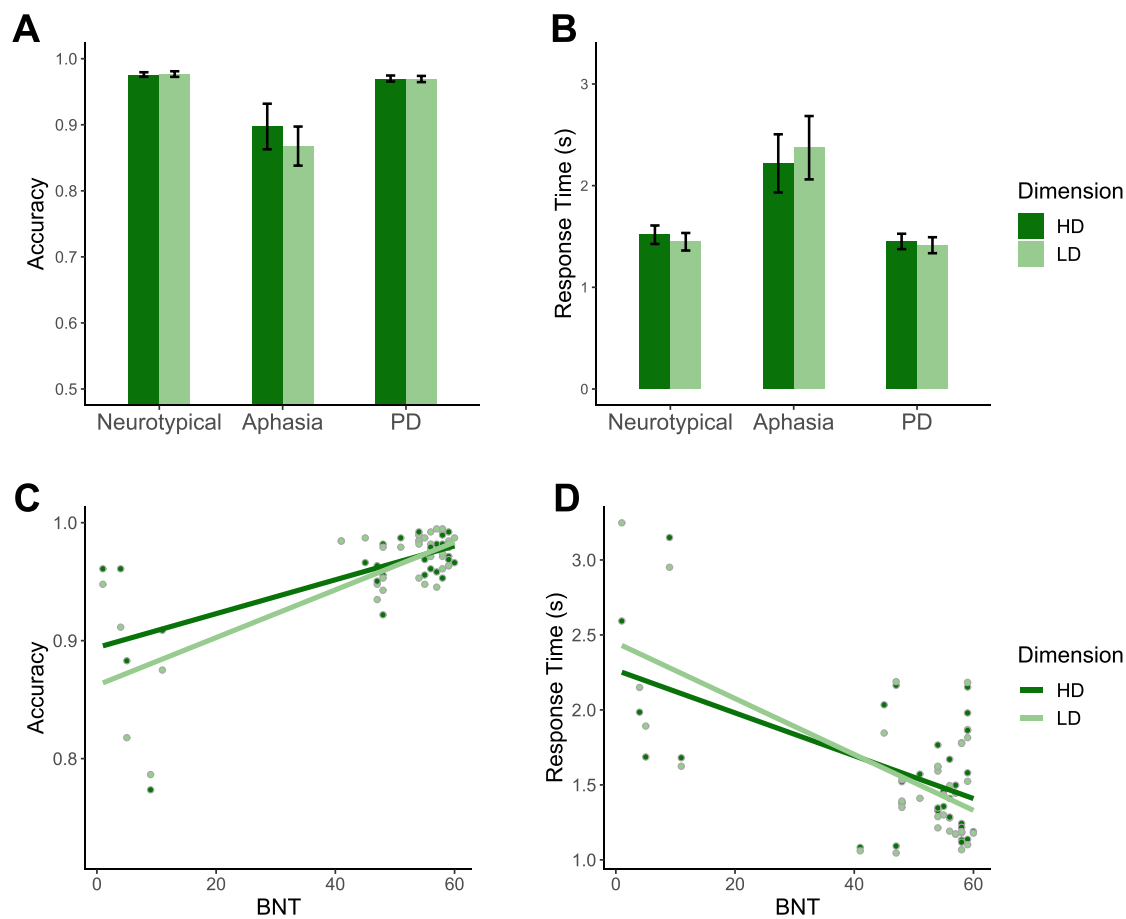 A
Accuracy
1.0
0.9
0.8
0.7
0.6
0.5
Neurotypical Aphasia PD
B
Response Time (s)
3
2
1
0
Neurotypical Aphasia PD
Dimension
HD
LD
C
Accuracy
1.0
0.9
0.8
0 20 40 60
BNT
D
Response Time (s)
3.0
2.5
2.0
1.5
1.0
0 20 40 60
BNT
Dimension
HD
LD